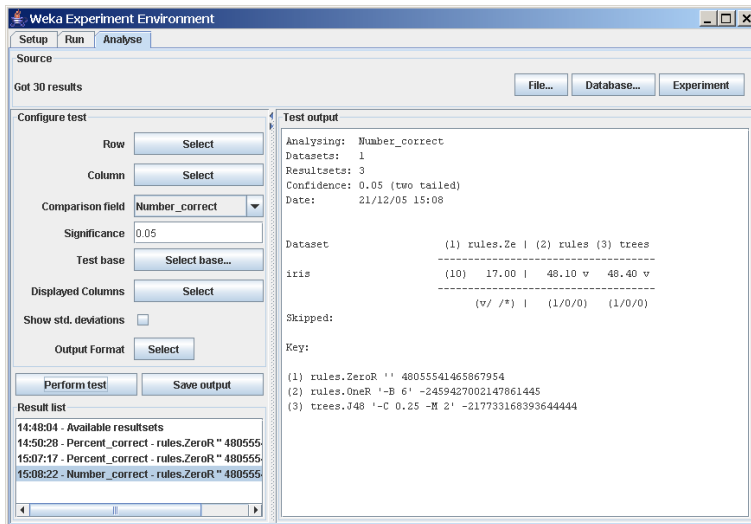 Weka Experiment Environment
Setup Run Analyse
Source
Got 30 results
File... Database... Experiment
Configure test
Row Select
Column Select
Comparison field Number_correct
Significance 0.05
Test base Select base...
Displayed Columns Select
Show std. deviations
Output Format Select
Perform test Save output
Result list
14:48:04 - Available resultsets
14:50:28 - Percent_correct - rules.ZeroR '' 480555
15:07:17 - Percent_correct - rules.ZeroR '' 480555
15:08:22 - Number_correct - rules.ZeroR '' 480555
Test output
Analysing: Number_correct
Datasets: 1
Resultsets: 3
Confidence: 0.05 (two tailed)
Date: 21/12/05 15:08
Dataset (1) rules.Ze | (2) rules (3) trees
------------------------------------
iris (10) 17.00 | 48.10 v 48.40 v
------------------------------------
(v/ /*) | (1/0/0) (1/0/0)
Skipped:
Key:
(1) rules.ZeroR '' 48055541465867954
(2) rules.OneR '-B 6' -2459427002147861445
(3) trees.J48 '-C 0.25 -M 2' -217733168393644444